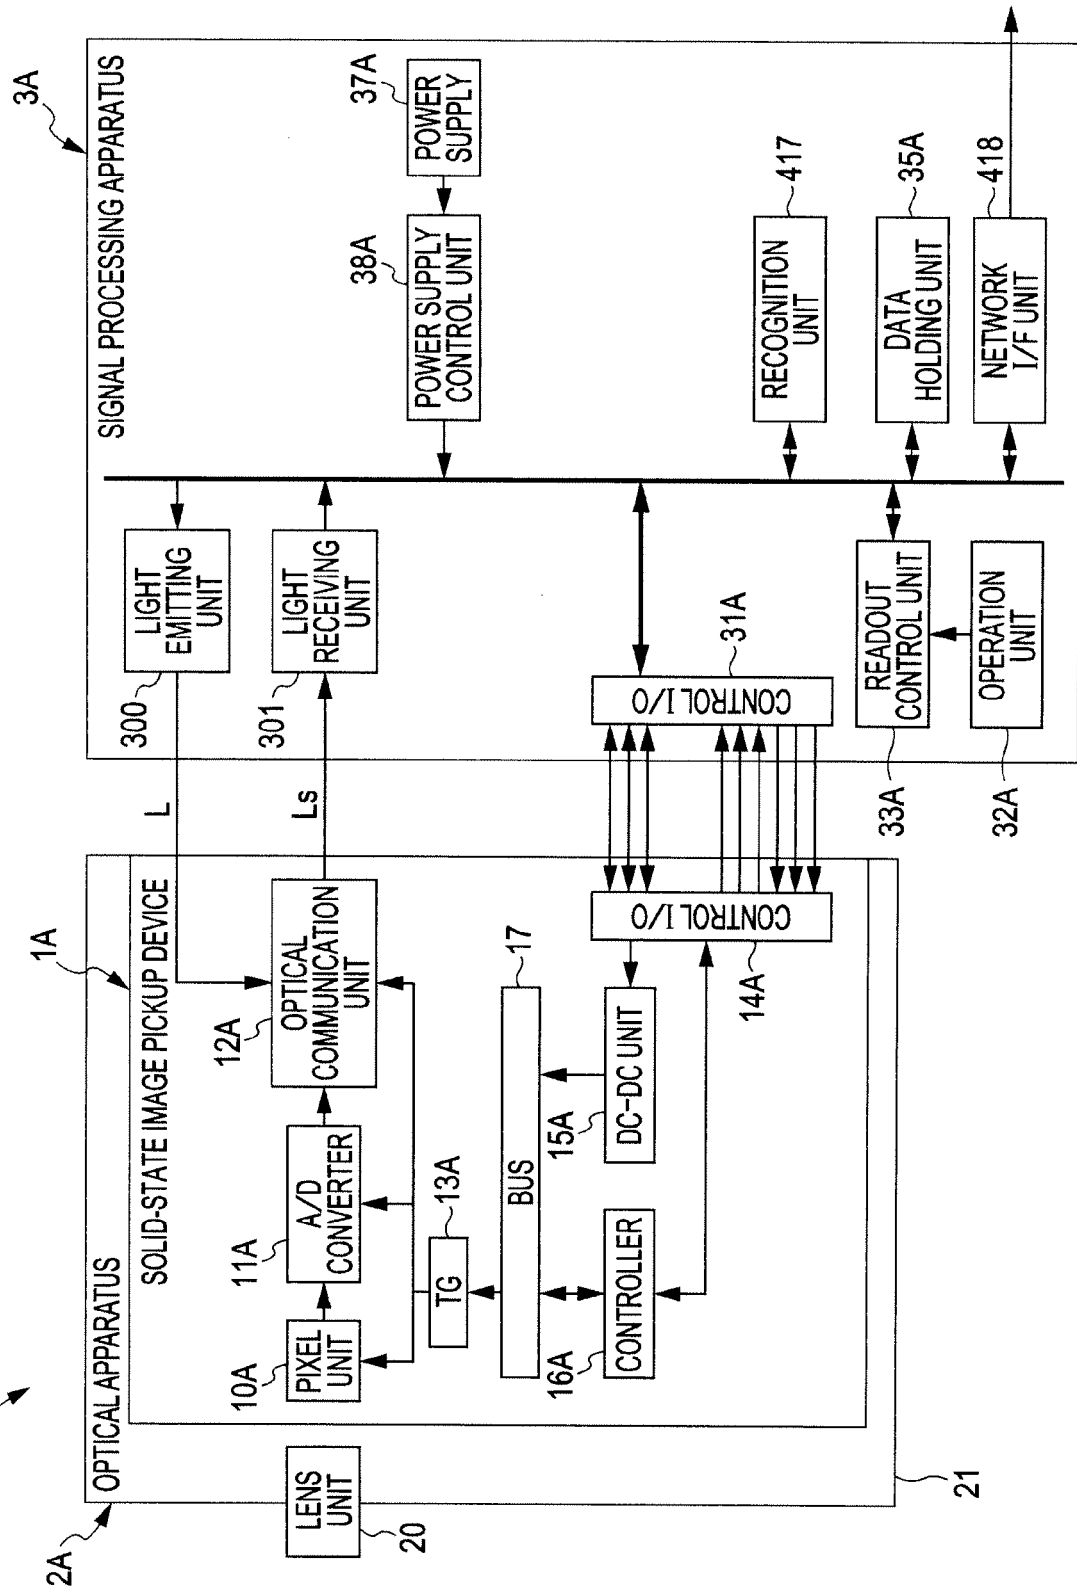 2A
OPTICAL APPARATUS
1A
SOLID-STATE IMAGE PICKUP DEVICE
LENS
UNIT
20
21
10A
PIXEL
UNIT
11A
A/D
CONVERTER
12A
OPTICAL
COMMUNICATION
UNIT
13A
TG
BUS
17
16A
CONTROLLER
15A
DC-DC UNIT
CONTROL I/O
14A
L
Ls
3A
SIGNAL PROCESSING APPARATUS
300
LIGHT
EMITTING
UNIT
301
LIGHT
RECEIVING
UNIT
CONTROL I/O
31A
33A
READOUT
CONTROL UNIT
32A
OPERATION
UNIT
38A
POWER SUPPLY
CONTROL UNIT
37A
POWER
SUPPLY
RECOGNITION
UNIT
417
DATA
HOLDING UNIT
35A
NETWORK
I/F UNIT
418